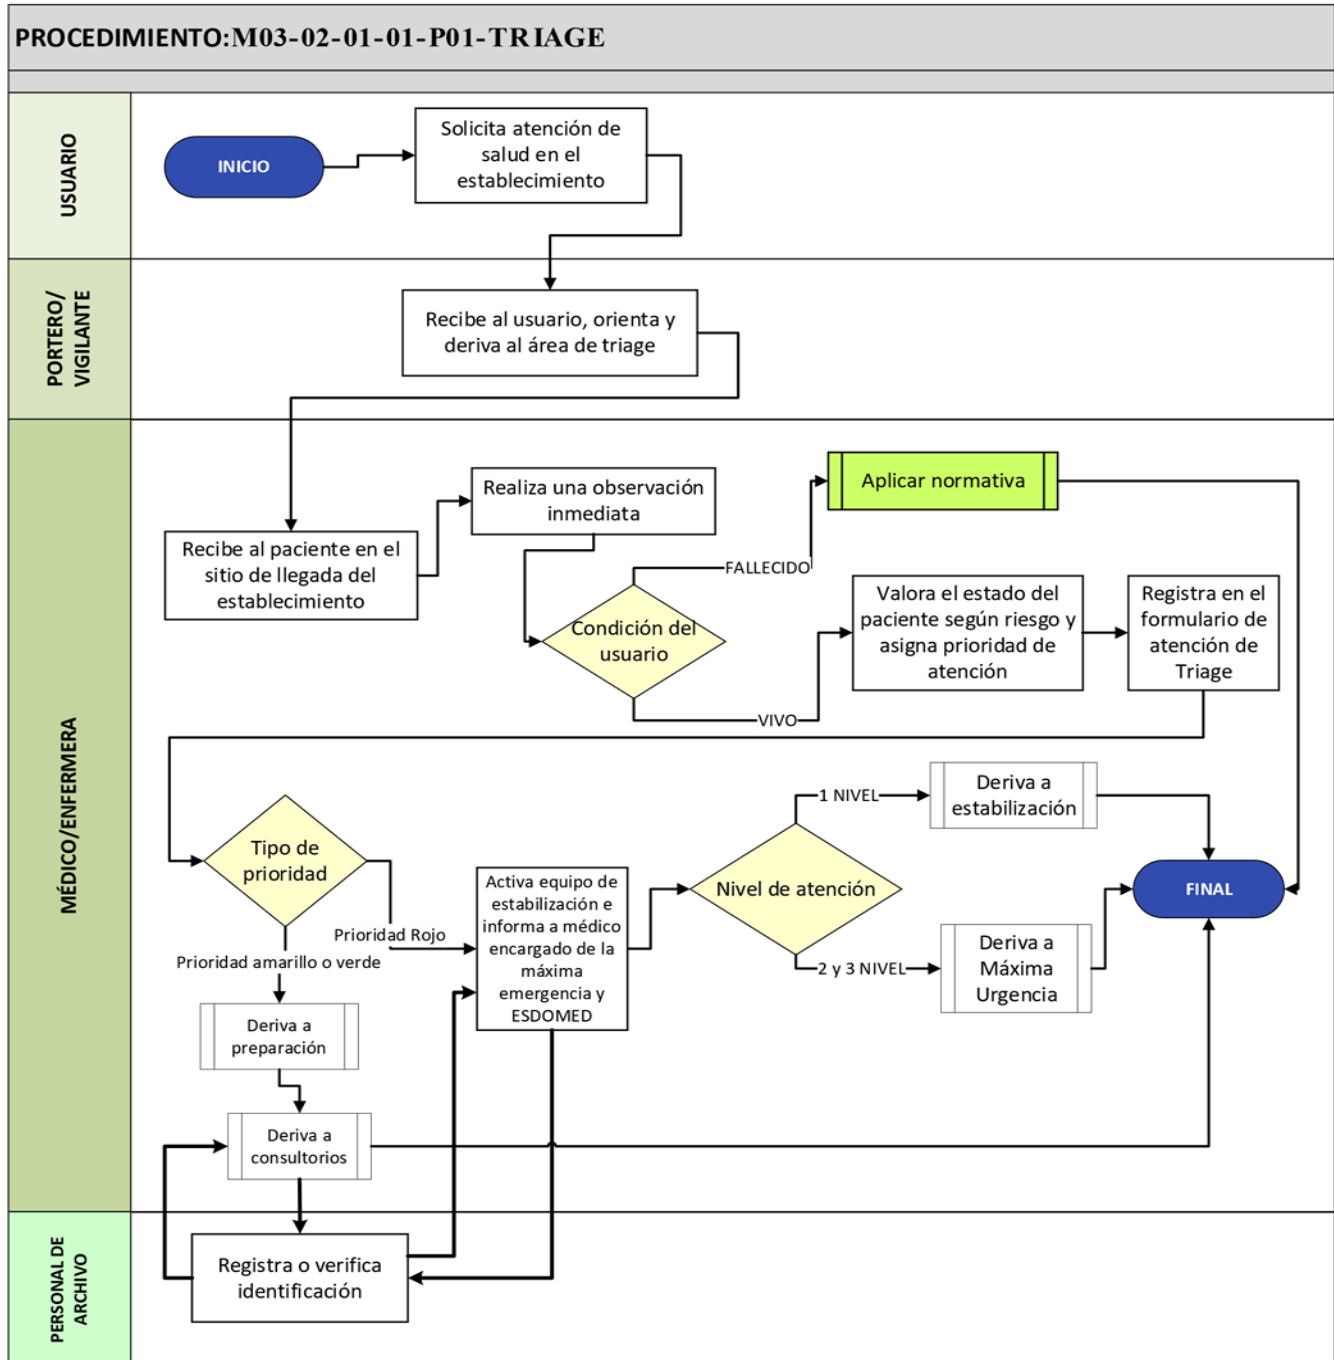 PROCEDIMIENTO:M03-02-01-01-P01-TRIAGE
USUARIO
INICIO
Solicita atención de
salud en el
establecimiento
PORTERO/
VIGILANTE
Recibe al usuario, orienta y
deriva al área de triage
MÉDICO/ENFERMERA
Recibe al paciente en el
sitio de llegada del
establecimiento
Realiza una observación
inmediata
Condición del
usuario
FALLECIDO
Aplicar normativa
VIVO
Valora el estado del
paciente según riesgo y
asigna prioridad de
atención
Registra en el
formulario de
atención de
Triage
Tipo de
prioridad
Prioridad Rojo
Prioridad amarillo o verde
Activa equipo de
estabilización e
informa a médico
encargado de la
máxima
emergencia y
ESDOMED
Nivel de atención
1 NIVEL
Deriva a
estabilización
2 y 3 NIVEL
Deriva a
Máxima
Urgencia
FINAL
Deriva a
preparación
Deriva a
consultorios
PERSONAL DE
ARCHIVO
Registra o verifica
identificación